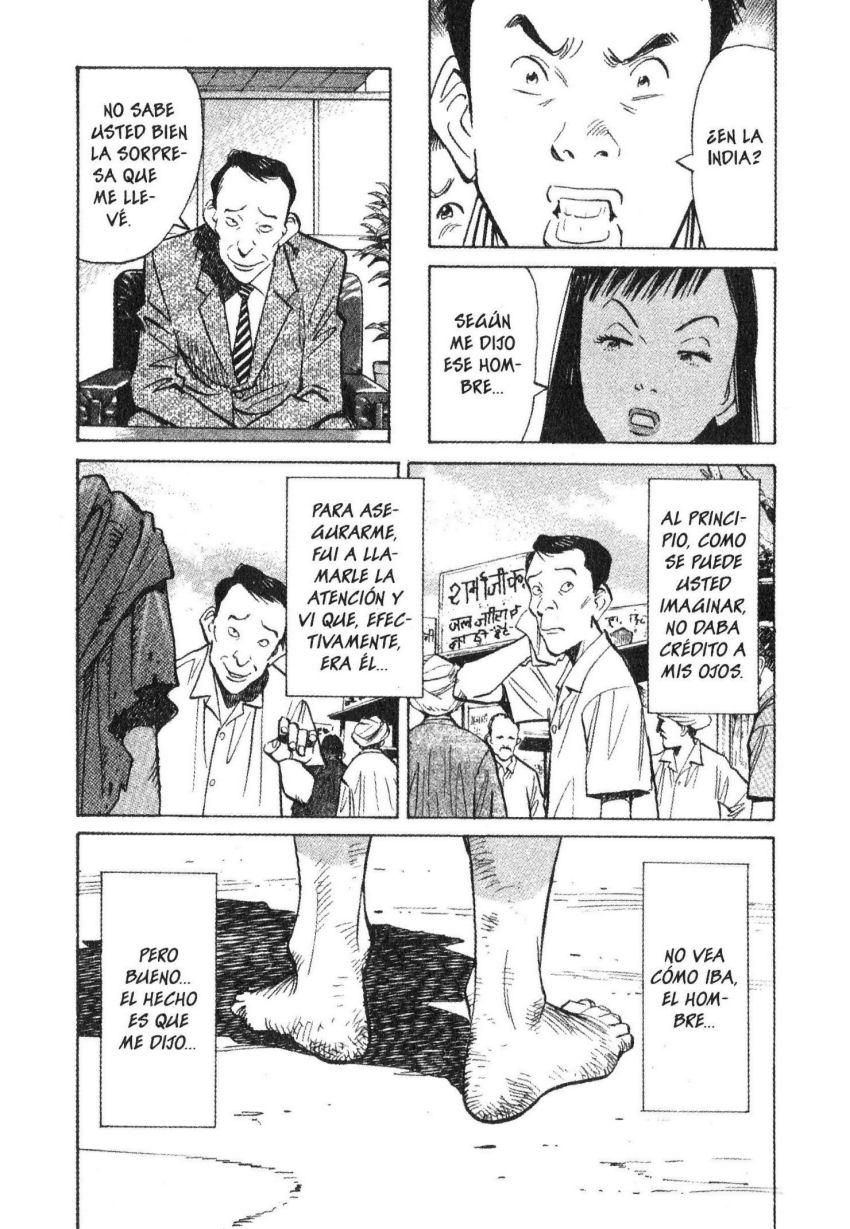 ¿EN LA
INDIA?
NO SABE
USTED BIEN
LA SORPRE-
SA QUE
ME LLE-
VÉ.
SEGÚN
ME DIJO
ESE HOM-
BRE...
AL PRINCI-
PIO, COMO
SE PUEDE
USTED
IMAGINAR,
NO DABA
CRÉDITO A
MIS OJOS.
PARA ASE-
GURARME,
FUI A LLA-
MARLE LA
ATENCIÓN Y
VI QUE, EFEC-
TIVAMENTE,
ERA ÉL...
NO VEA
CÓMO IBA,
EL HOM-
BRE...
PERO
BUENO...
EL HECHO
ES QUE
ME DIJO...